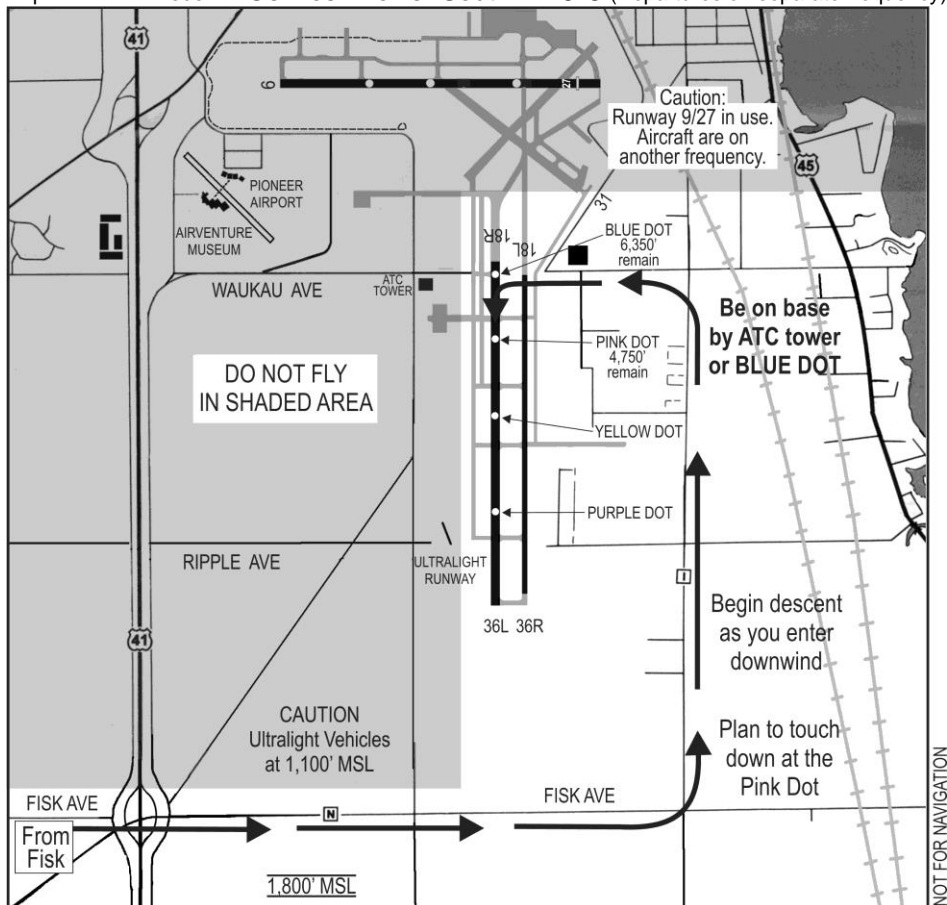 on separate frequency)
41
9
27
Caution:
Runway 9/27 in use.
Aircraft are on
another frequency.
45
PIONEER
AIRPORT
AIRVENTURE
MUSEUM
31
18R
18L
BLUE DOT
6,350'
remain
WAUKAU AVE
ATC
TOWER
Be on base
by ATC tower
or BLUE DOT
PINK DOT
4,750'
remain
DO NOT FLY
IN SHADED AREA
YELLOW DOT
PURPLE DOT
RIPPLE AVE
ULTRALIGHT
RUNWAY
I
36L 36R
Begin descent
as you enter
downwind
41
CAUTION
Ultralight Vehicles
at 1,100' MSL
Plan to touch
down at the
Pink Dot
FISK AVE
FISK AVE
N
From
Fisk
1,800' MSL
NOT FOR NAVIGATION